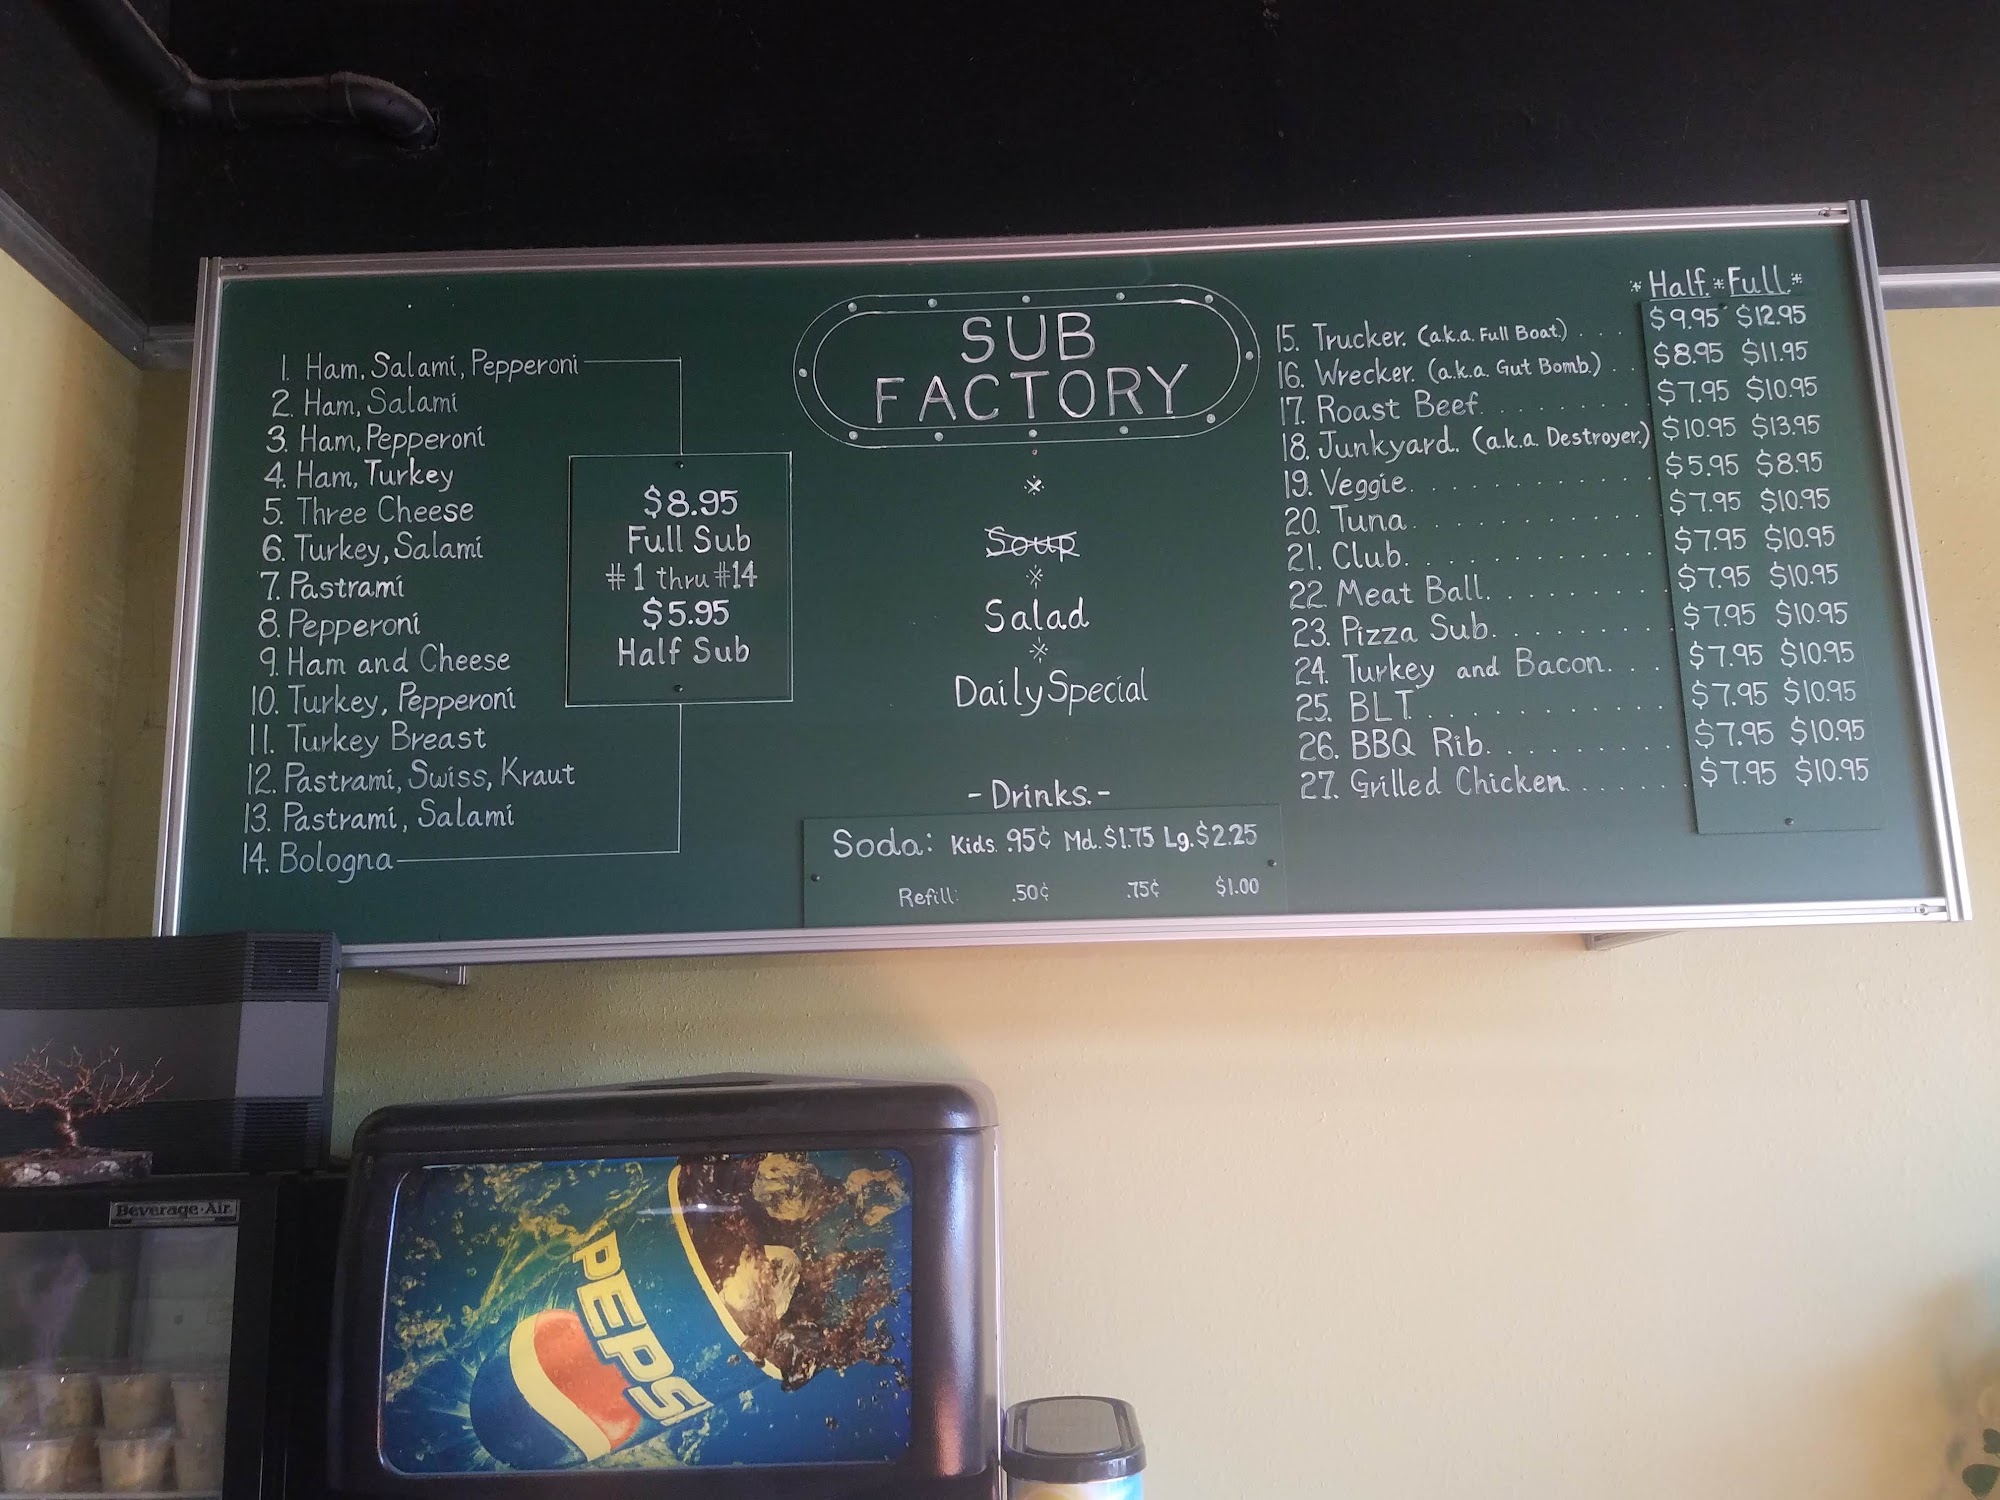 SUB
FACTORY
1. Ham, Salami, Pepperoni
2. Ham, Salami
3. Ham, Pepperoni
4. Ham, Turkey
5. Three Cheese
6. Turkey, Salami
7. Pastrami
8. Pepperoni
9. Ham and Cheese
10. Turkey, Pepperoni
11. Turkey Breast
12. Pastrami, Swiss, Kraut
13. Pastrami, Salami
14. Bologna
$8.95
Full Sub
#1 thru #14
$5.95
Half Sub
Soup
Salad
Daily Special
- Drinks. -
Soda: Kids. .95¢ Md. $1.75 Lg. $2.25
Refill: .50¢ .75¢ $1.00
* Half. * Full. *
15. Trucker. (a.k.a. Full Boat.) . . . . $9.95 $12.95
16. Wrecker. (a.k.a. Gut Bomb.) . . $8.95 $11.95
17. Roast Beef. . . . . . . . . $7.95 $10.95
18. Junkyard. (a.k.a. Destroyer.) $10.95 $13.95
19. Veggie. . . . . . . . . . . . $5.95 $8.95
20. Tuna. . . . . . . . . . . . $7.95 $10.95
21. Club. . . . . . . . . . . . $7.95 $10.95
22. Meat Ball. . . . . . . . . $7.95 $10.95
23. Pizza Sub. . . . . . . . . $7.95 $10.95
24. Turkey and Bacon. . . . $7.95 $10.95
25. BLT . . . . . . . . . . . . $7.95 $10.95
26. BBQ Rib. . . . . . . . . . $7.95 $10.95
27. Grilled Chicken. . . . . . . $7.95 $10.95
Beverage-Air
PEPSI